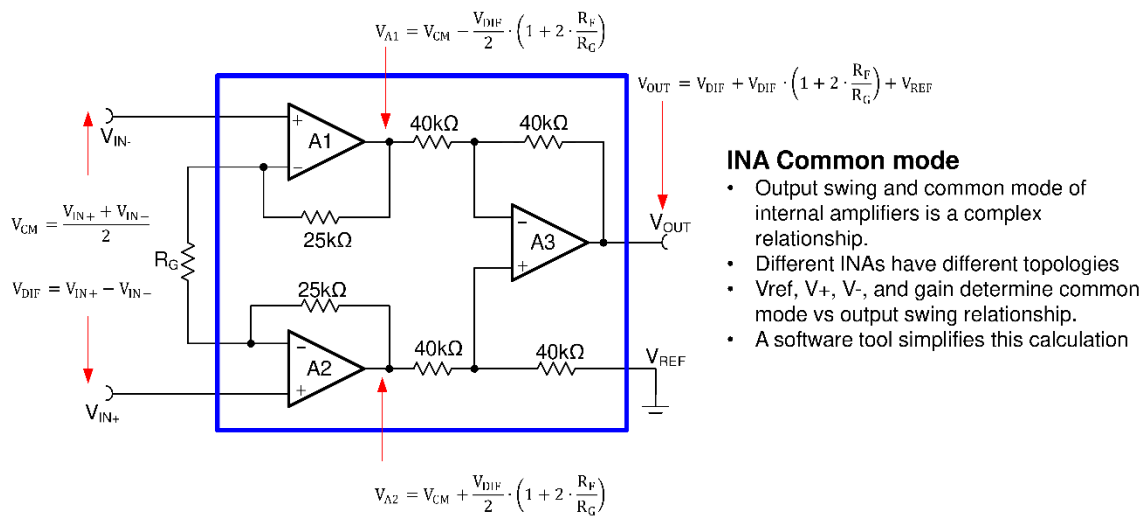 V_A1 = V_CM − V_DIF/2 · (1 + 2 · R_F/R_G)
V_OUT = V_DIF + V_DIF · (1 + 2 · R_F/R_G) + V_REF
V_IN-
+
A1
−
40kΩ
40kΩ
INA Common mode
• Output swing and common mode of
internal amplifiers is a complex
relationship.
• Different INAs have different topologies
• Vref, V+, V-, and gain determine common
mode vs output swing relationship.
• A software tool simplifies this calculation
V_CM = (V_IN+ + V_IN−)/2
25kΩ
R_G
−
A3
+
V_OUT
V_DIF = V_IN+ − V_IN−
25kΩ
−
A2
+
40kΩ
40kΩ
V_REF
V_IN+
V_A2 = V_CM + V_DIF/2 · (1 + 2 · R_F/R_G)